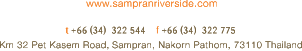 www.sampranriverside.com
t +66 (34) 322 544 f +66 (34) 322 775
Km 32 Pet Kasem Road, Sampran, Nakorn Pathom, 73110 Thailand